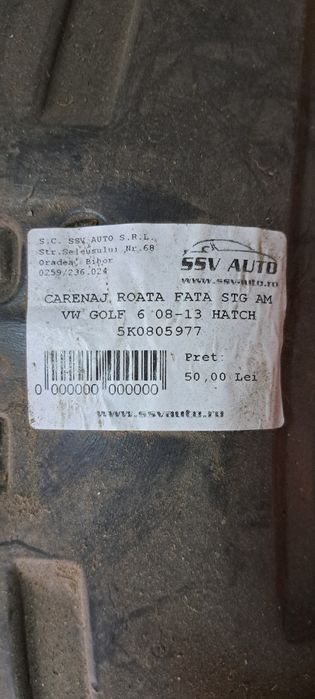 S.C. SSV AUTO S.R.L.
Str.Seleusului Nr.68
Oradea, Bihor
0259/236.024
SSV AUTO
www.ssv-auto.ro
CARENAJ ROATA FATA STG AM
VW GOLF 6 08-13 HATCH
5K0805977
Pret:
50,00 Lei
0 000000 000000
www.ssvauto.ro